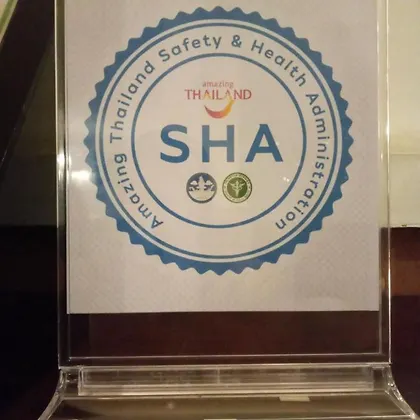 Amazing Thailand Safety & Health Administration
amazing
THAILAND
SHA